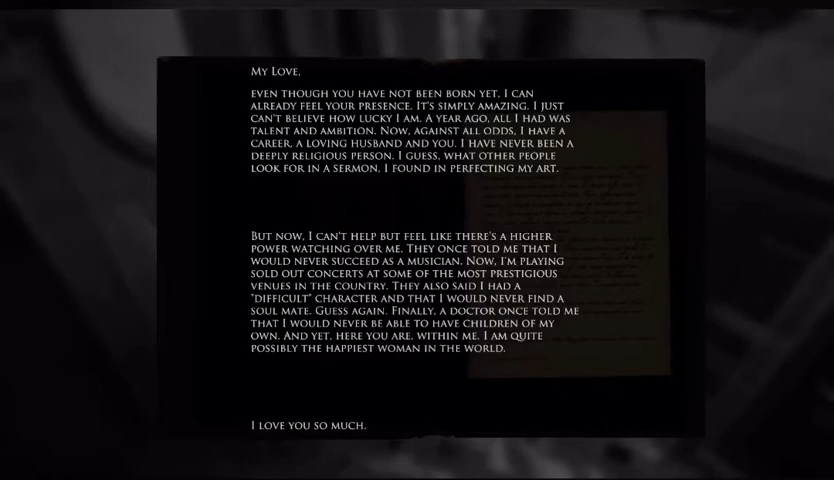 My Love,
Even though you have not been born yet, I can
already feel your presence. It's simply amazing. I just
can't believe how lucky I am. A year ago, all I had was
talent and ambition. Now, against all odds, I have a
career, a loving husband and you. I have never been a
deeply religious person. I guess, what other people
look for in a sermon, I found in perfecting my art.
But now, I can't help but feel like there's a higher
power watching over me. They once told me that I
would never succeed as a musician. Now, I'm playing
sold out concerts at some of the most prestigious
venues in the country. They also said I had a
"difficult" character and that I would never find a
soul mate. Guess again. Finally, a doctor once told me
that I would never be able to have children of my
own. And yet, here you are, within me. I am quite
possibly the happiest woman in the world.
I love you so much.